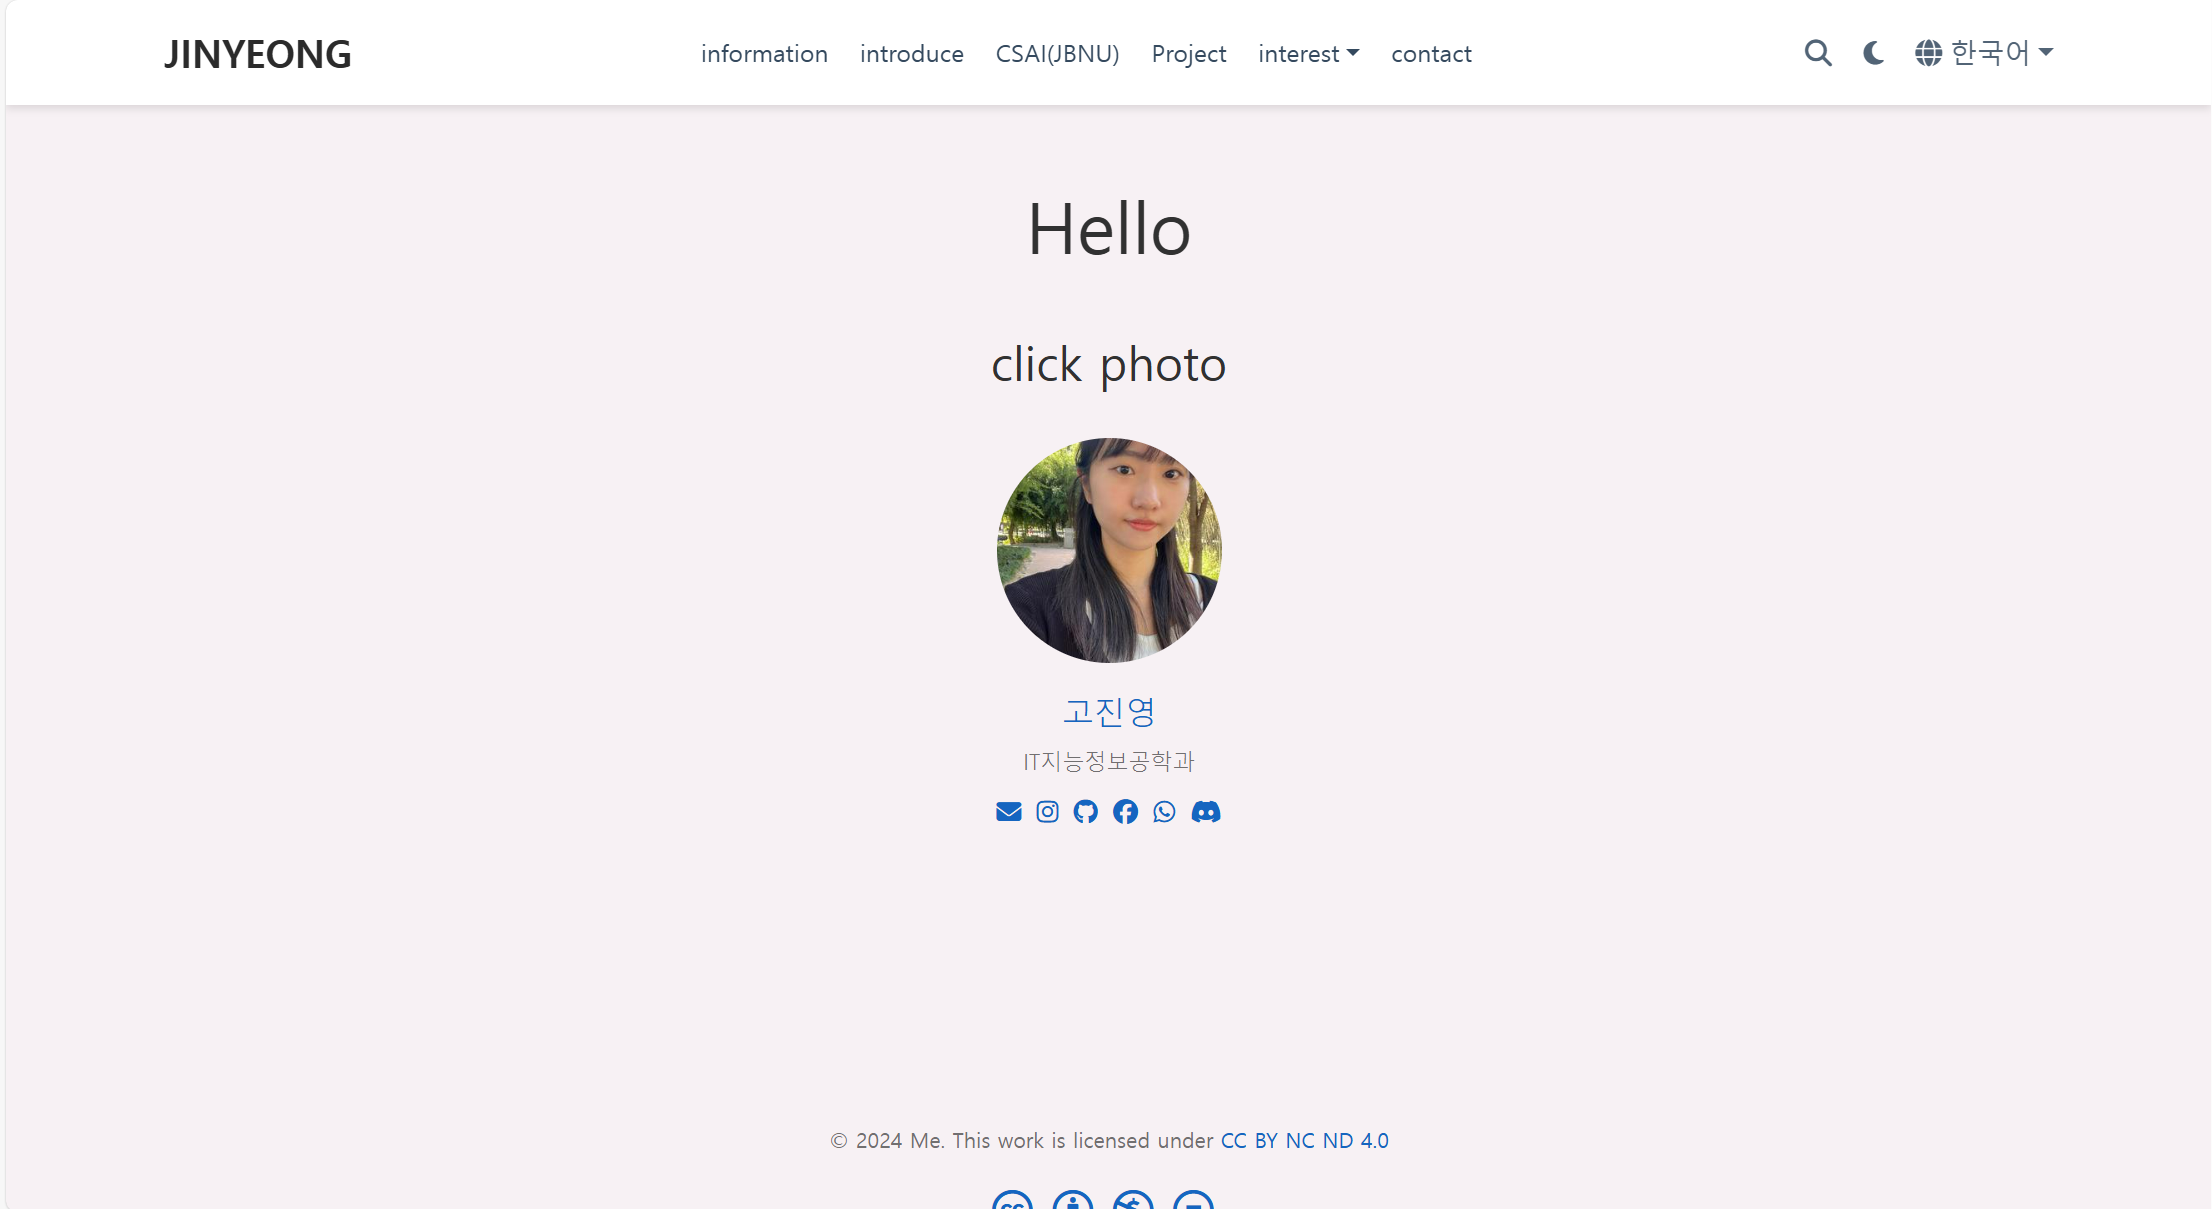 JINYEONG
information introduce CSAI(JBNU) Project interest contact
한국어
Hello
click photo
고진영
IT지능정보공학과
© 2024 Me. This work is licensed under CC BY NC ND 4.0